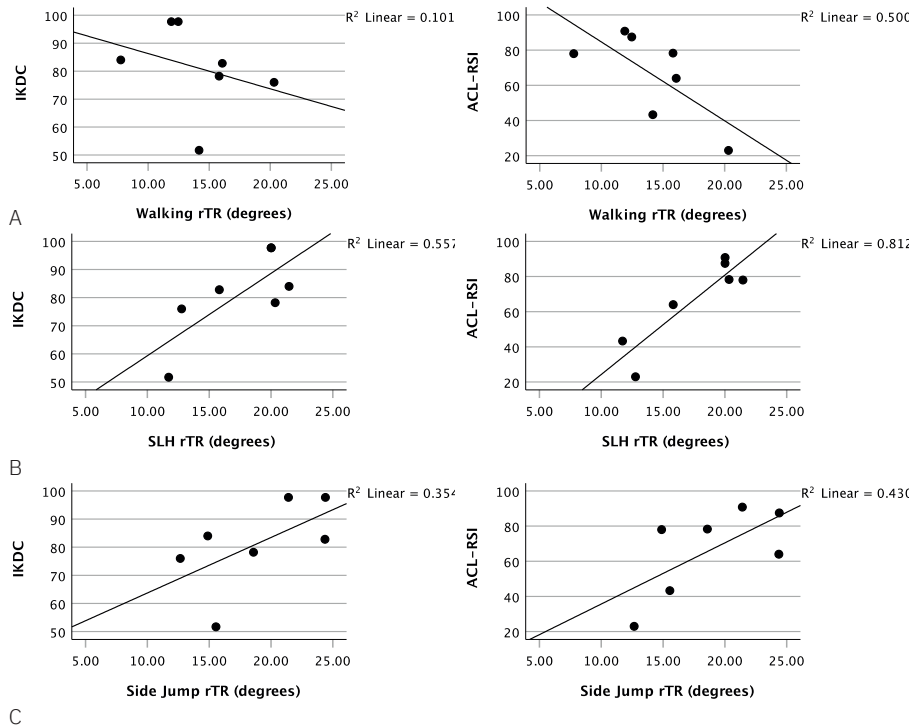 R² Linear = 0.101
IKDC
100
90
80
70
60
50
5.00 10.00 15.00 20.00 25.00
Walking rTR (degrees)
R² Linear = 0.500
ACL-RSI
100
80
60
40
20
5.00 10.00 15.00 20.00 25.00
Walking rTR (degrees)
A
R² Linear = 0.557
IKDC
100
90
80
70
60
50
5.00 10.00 15.00 20.00 25.00
SLH rTR (degrees)
R² Linear = 0.812
ACL-RSI
100
80
60
40
20
5.00 10.00 15.00 20.00 25.00
SLH rTR (degrees)
B
R² Linear = 0.354
IKDC
100
90
80
70
60
50
5.00 10.00 15.00 20.00 25.00
Side Jump rTR (degrees)
R² Linear = 0.430
ACL-RSI
100
80
60
40
20
5.00 10.00 15.00 20.00 25.00
Side Jump rTR (degrees)
C